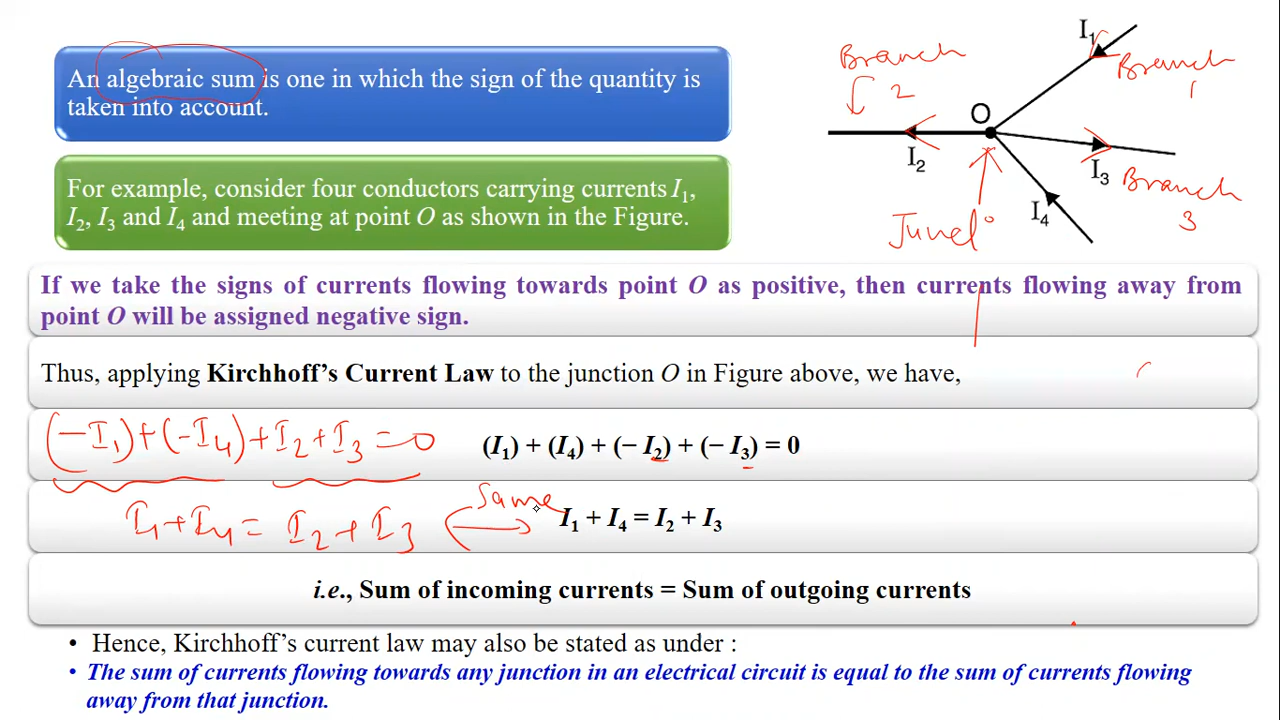 An algebraic sum is one in which the sign of the quantity is
taken into account.
For example, consider four conductors carrying currents I₁,
I₂, I₃ and I₄ and meeting at point O as shown in the Figure.
I₁
Branch
1
Branch
2
O
I₂
I₃
Branch
3
I₄
Juncⁿ
If we take the signs of currents flowing towards point O as positive, then currents flowing away from
point O will be assigned negative sign.
Thus, applying Kirchhoff's Current Law to the junction O in Figure above, we have,
(-I₁)+(-I₄)+I₂+I₃=0
(I₁) + (I₄) + (– I₂) + (– I₃) = 0
I₁+I₄= I₂+I₃
Same
I₁ + I₄ = I₂ + I₃
i.e., Sum of incoming currents = Sum of outgoing currents
• Hence, Kirchhoff's current law may also be stated as under :
• The sum of currents flowing towards any junction in an electrical circuit is equal to the sum of currents flowing
away from that junction.